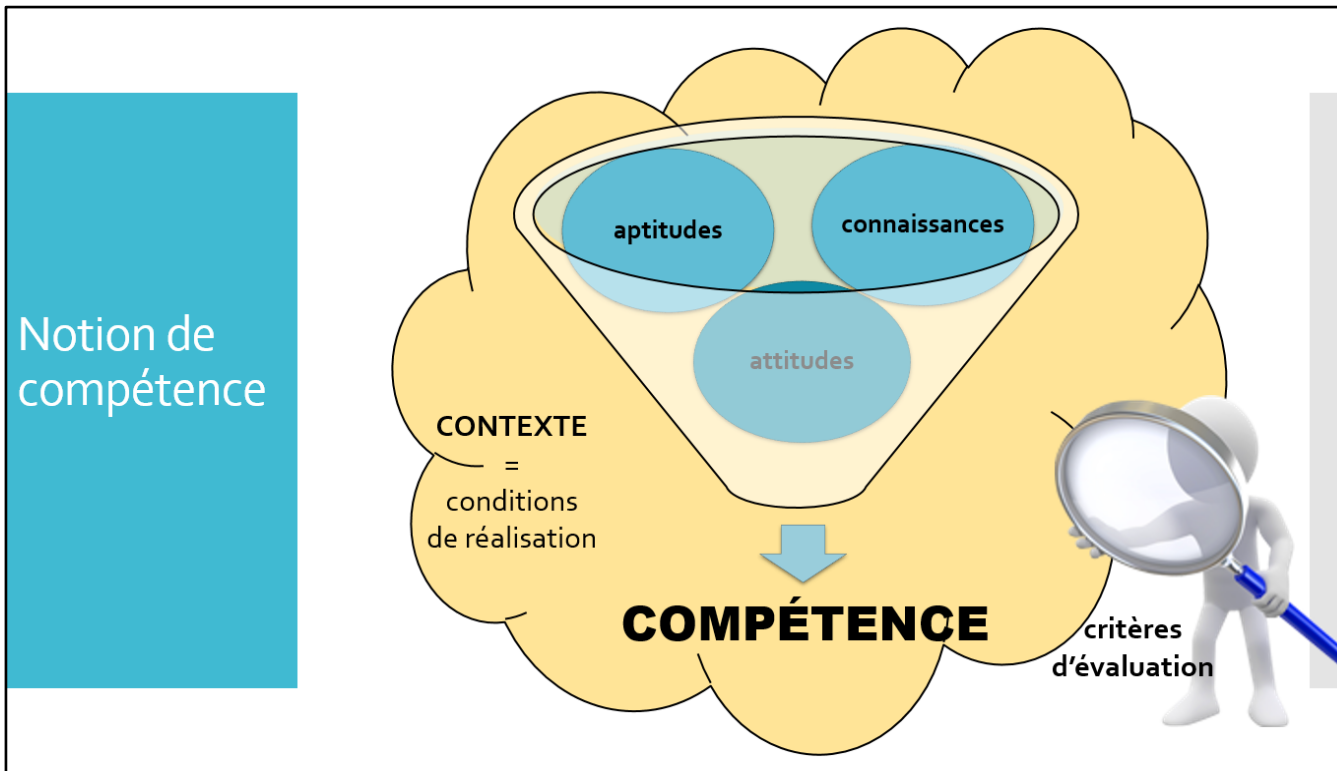 Notion de
compétence
aptitudes
connaissances
attitudes
CONTEXTE
=
conditions
de réalisation
COMPÉTENCE
critères
d’évaluation